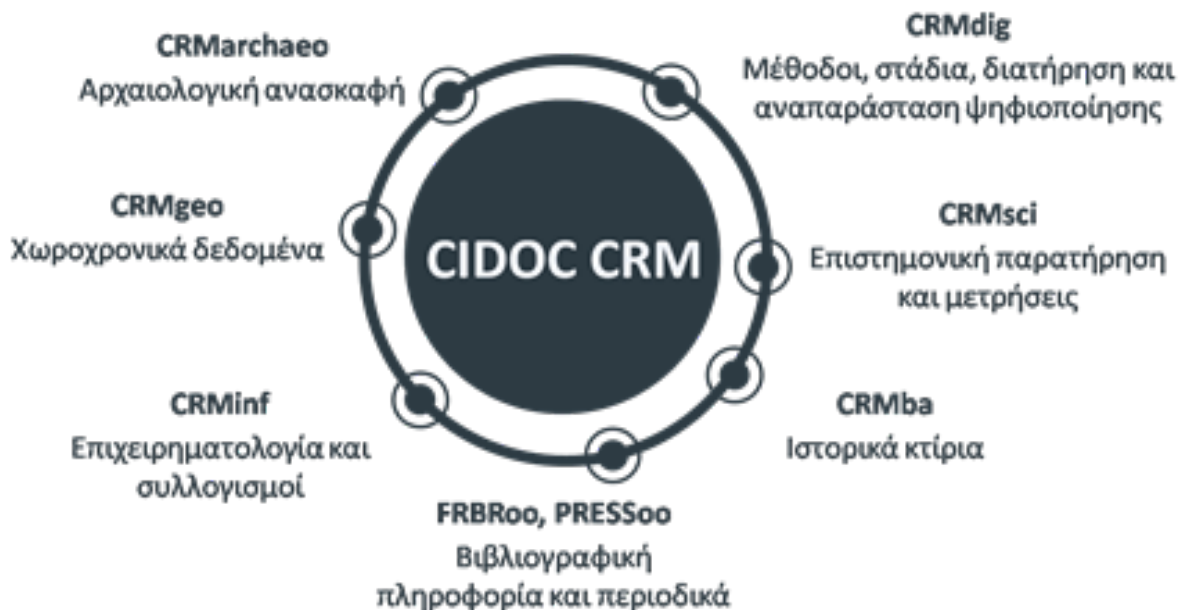 CRMarchaeo
Αρχαιολογική ανασκαφή
CRMdig
Μέθοδοι, στάδια, διατήρηση και
αναπαράσταση ψηφιοποίησης
CRMgeo
Χωροχρονικά δεδομένα
CIDOC CRM
CRMsci
Επιστημονική παρατήρηση
και μετρήσεις
CRMinf
Επιχειρηματολογία και
συλλογισμοί
CRMba
Ιστορικά κτίρια
FRBRoo, PRESSoo
Βιβλιογραφική
πληροφορία και περιοδικά